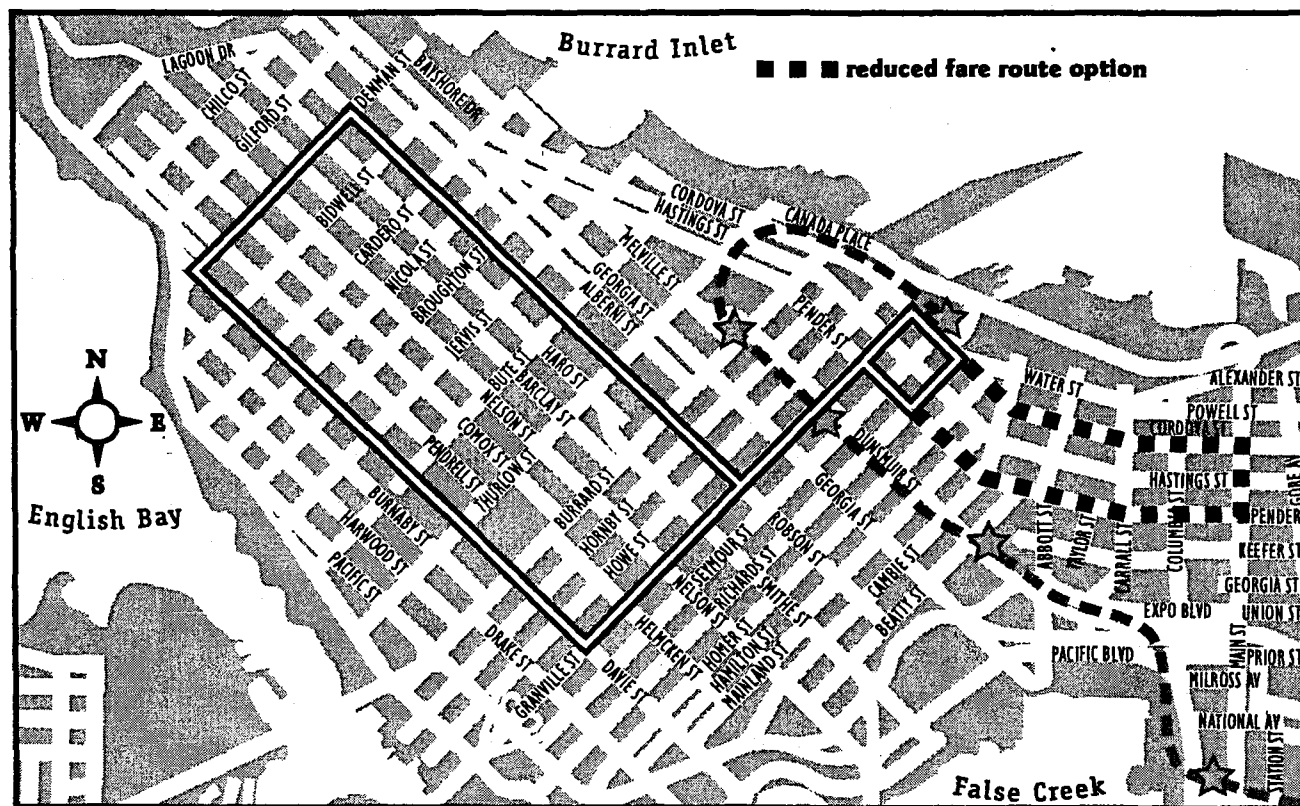 Burrard Inlet
reduced fare route option
LAGOON DR
CHILCO ST
GILFORD ST
DENMAN ST
BAYSHORE DR
BIDWELL ST
CARDERO ST
NICOLA ST
BROUGHTON ST
JERVIS ST
BUTE ST
CORDOVA ST
HASTINGS ST
CANADA PLACE
MELVILLE ST
GEORGIA ST
ALBERNI ST
PENDER ST
HARO ST
BARCLAY ST
NELSON ST
COMOX ST
PENDRELL ST
THURLOW ST
BURRARD ST
HORNBY ST
HOWE ST
N
W
E
S
English Bay
BURNABY ST
HARWOOD ST
PACIFIC ST
DRAKE ST
GRANVILLE ST
DAVIE ST
HELMCKEN ST
NELSON ST
SEYMOUR ST
RICHARDS ST
SMITHE ST
ROBSON ST
HOMER ST
HAMILTON ST
MAINLAND ST
DUNSMUIR ST
GEORGIA ST
CAMBIE ST
BEATTY ST
WATER ST
ALEXANDER ST
POWELL ST
CORDOVA ST
HASTINGS ST
PENDER
GORE AV
ABBOTT ST
TAYLOR ST
CARRALL ST
COLUMBIA ST
KEEFER ST
GEORGIA ST
EXPO BLVD
UNION ST
PACIFIC BLVD
MAIN ST
PRIOR ST
MILROSS AV
NATIONAL AV
STATION ST
False Creek